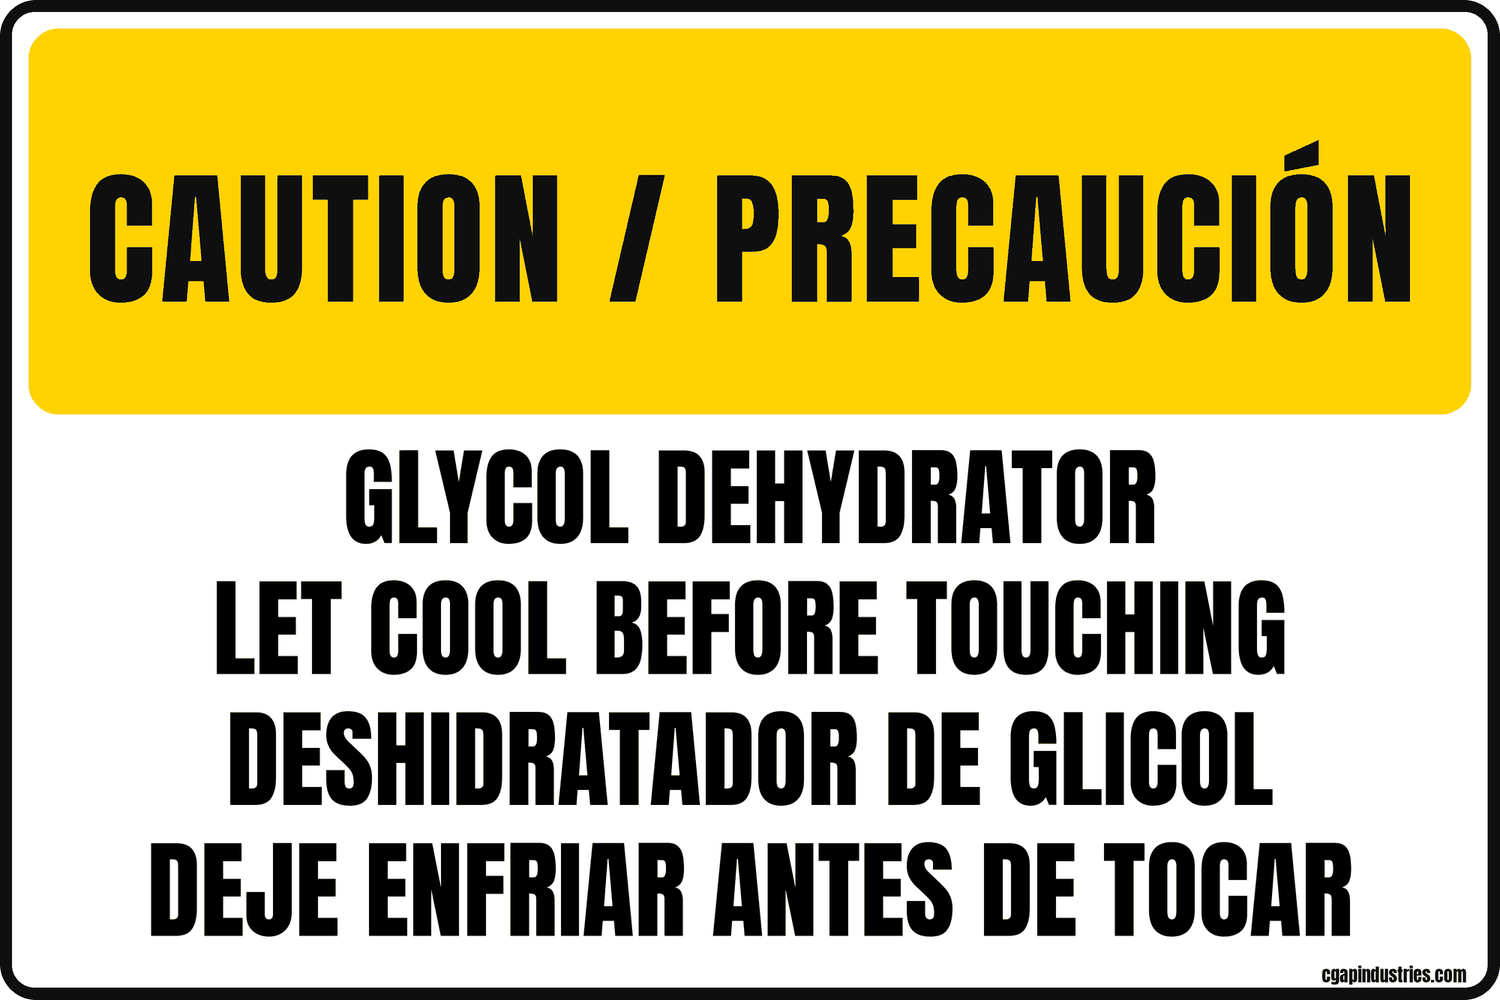 CAUTION / PRECAUCIÓN
GLYCOL DEHYDRATOR
LET COOL BEFORE TOUCHING
DESHIDRATADOR DE GLICOL
DEJE ENFRIAR ANTES DE TOCAR
cgapindustries.com